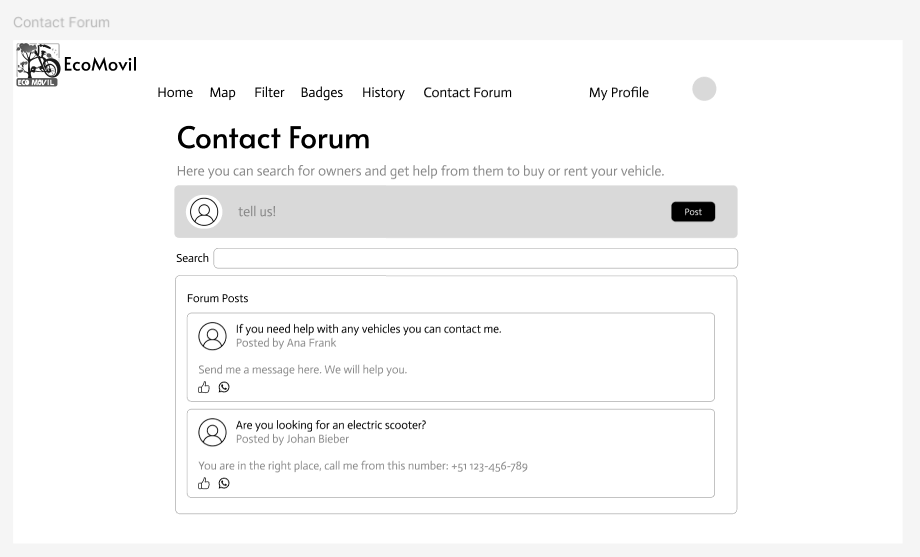 Contact Forum
ECO MOVIL
EcoMovil
Home Map Filter Badges History Contact Forum My Profile
Contact Forum
Here you can search for owners and get help from them to buy or rent your vehicle.
tell us!
Post
Search
Forum Posts
If you need help with any vehicles you can contact me.
Posted by Ana Frank
Send me a message here. We will help you.
Are you looking for an electric scooter?
Posted by Johan Bieber
You are in the right place, call me from this number: +51 123-456-789